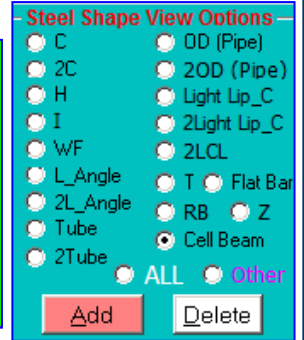 Steel Shape View Options
C
2C
H
I
WF
L_Angle
2L_Angle
Tube
2Tube
OD (Pipe)
2OD (Pipe)
Light Lip_C
2Light Lip_C
2LCL
T Flat Bar
RB Z
Cell Beam
ALL Other
Add Delete